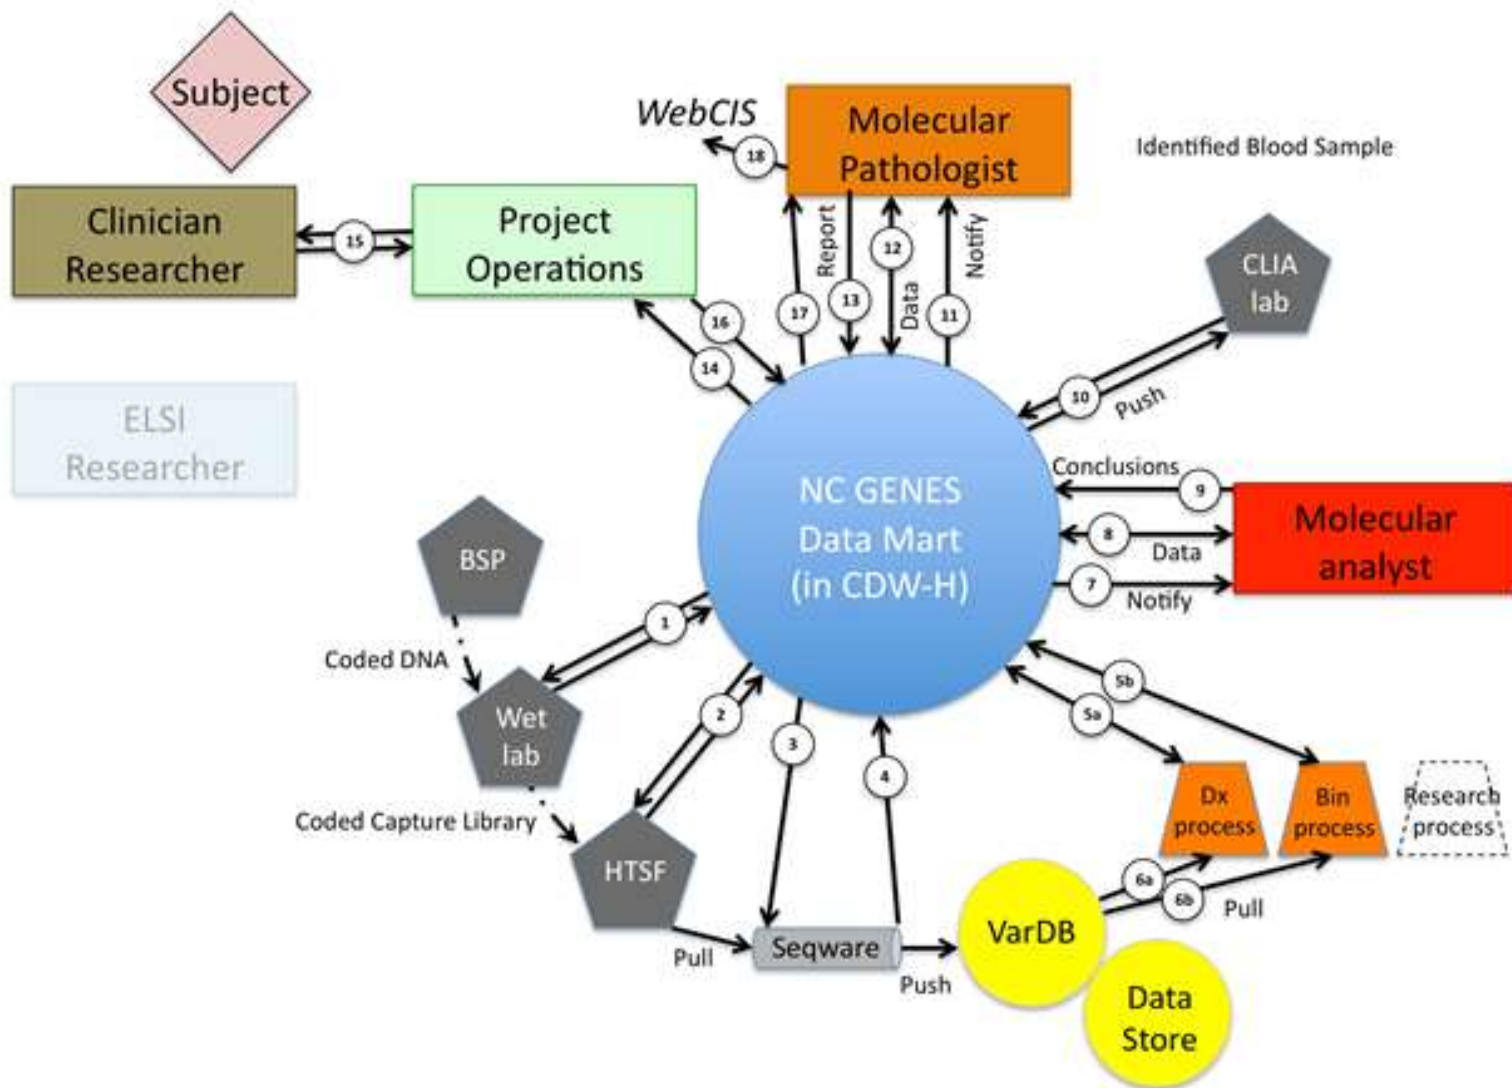 Subject
WebCIS
18
Molecular
Pathologist
Identified Blood Sample
Clinician
Researcher
15
Project
Operations
16
14
17
Report
13
12
Data
Notify
11
CLIA
lab
10
Push
ELSI
Researcher
NC GENES
Data Mart
(in CDW-H)
Conclusions
9
8
Data
7
Notify
Molecular
analyst
BSP
Coded DNA
1
Wet
lab
2
3
4
5b
5a
Coded Capture Library
HTSF
Dx
process
Bin
process
Research
process
6a
6b
Pull
Pull
Seqware
Push
VarDB
Data
Store